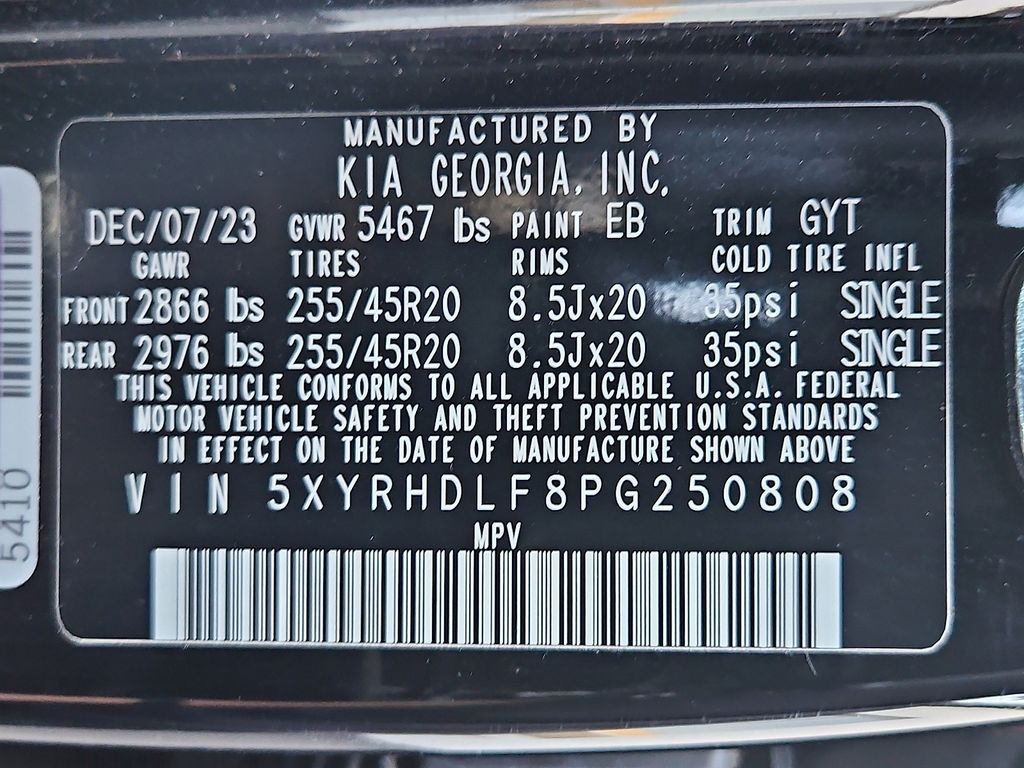 MANUFACTURED BY
KIA GEORGIA, INC.
DEC/07/23 GVWR 5467 lbs PAINT EB TRIM GYT
GAWR TIRES RIMS COLD TIRE INFL
FRONT 2866 lbs 255/45R20 8.5Jx20 35psi SINGLE
REAR 2976 lbs 255/45R20 8.5Jx20 35psi SINGLE
THIS VEHICLE CONFORMS TO ALL APPLICABLE U.S.A. FEDERAL
MOTOR VEHICLE SAFETY AND THEFT PREVENTION STANDARDS
IN EFFECT ON THE DATE OF MANUFACTURE SHOWN ABOVE
VIN 5XYRHDLF8PG250808
MPV
5410